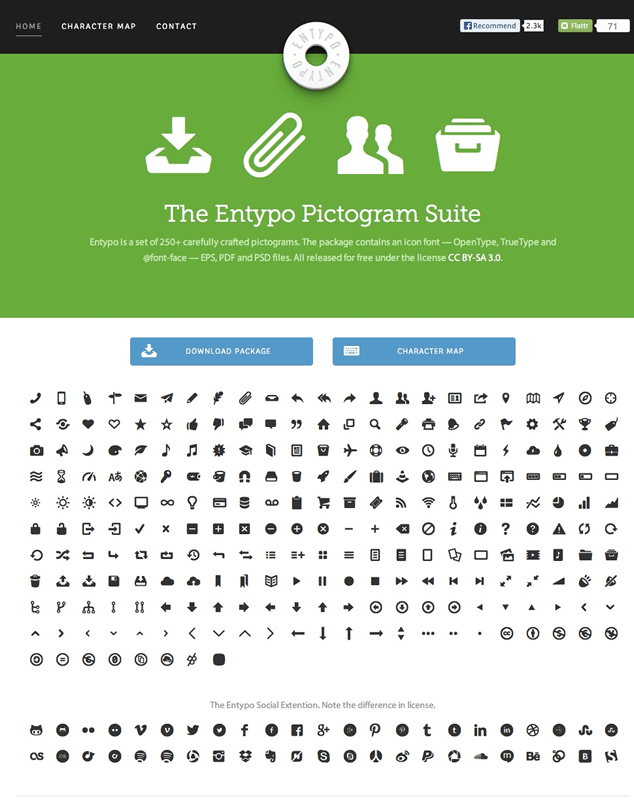 HOME CHARACTER MAP CONTACT
Recommend 2.3k Flattr 71
ENTYPO · ENTYPO ·
The Entypo Pictogram Suite
Entypo is a set of 250+ carefully crafted pictograms. The package contains an icon font — OpenType, TrueType and
@font-face — EPS, PDF and PSD files. All released for free under the license CC BY-SA 3.0.
DOWNLOAD PACKAGE
CHARACTER MAP
The Entypo Social Extention. Note the difference in license.